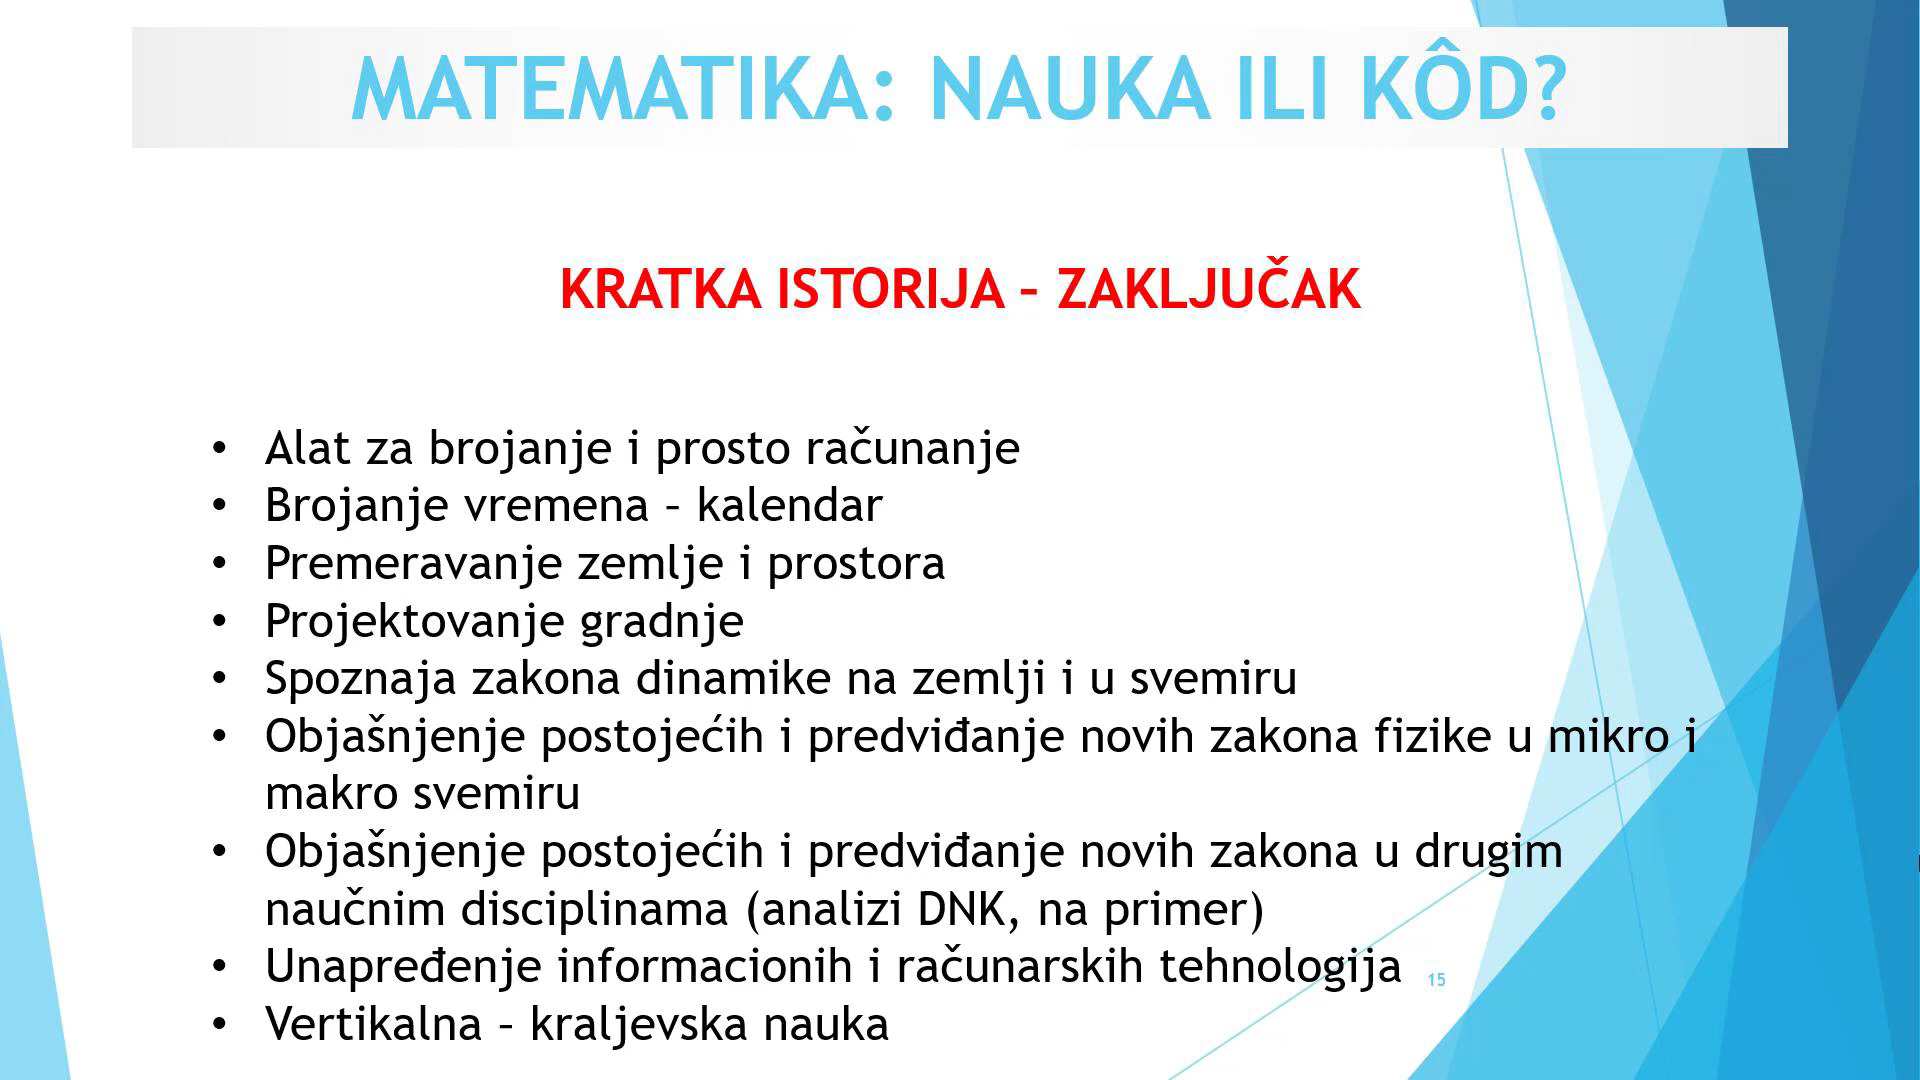 MATEMATIKA: NAUKA ILI KÔD?
KRATKA ISTORIJA – ZAKLJUČAK
• Alat za brojanje i prosto računanje
• Brojanje vremena – kalendar
• Premeravanje zemlje i prostora
• Projektovanje gradnje
• Spoznaja zakona dinamike na zemlji i u svemiru
• Objašnjenje postojećih i predviđanje novih zakona fizike u mikro i
makro svemiru
• Objašnjenje postojećih i predviđanje novih zakona u drugim
naučnim disciplinama (analizi DNK, na primer)
• Unapređenje informacionih i računarskih tehnologija
15
• Vertikalna – kraljevska nauka